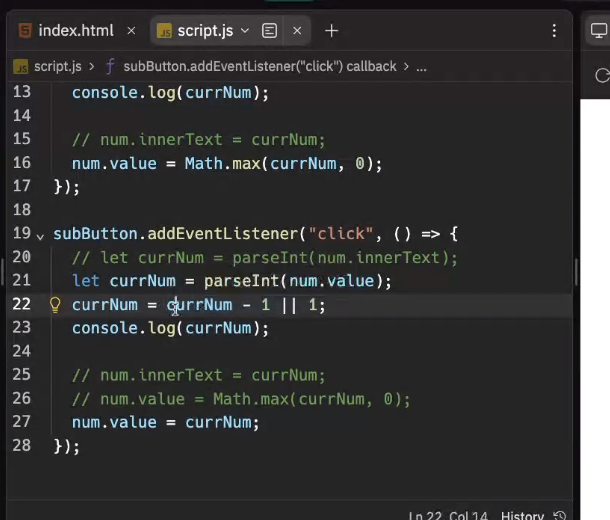 index.html × JS script.js × +
JS script.js > ƒ subButton.addEventListener("click") callback > ...
13 console.log(currNum);
14
15 // num.innerText = currNum;
16 num.value = Math.max(currNum, 0);
17 });
18
19 subButton.addEventListener("click", () => {
20 // let currNum = parseInt(num.innerText);
21 let currNum = parseInt(num.value);
22 currNum = currNum - 1 || 1;
23 console.log(currNum);
24
25 // num.innerText = currNum;
26 // num.value = Math.max(currNum, 0);
27 num.value = currNum;
28 });
Ln 22, Col 14 History